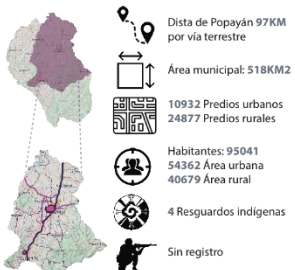 Dista de Popayán 97KM
por vía terrestre
Área municipal: 518KM2
10932 Predios urbanos
24877 Predios rurales
Habitantes: 95041
54362 Área urbana
40679 Área rural
4 Resguardos indígenas
Sin registro